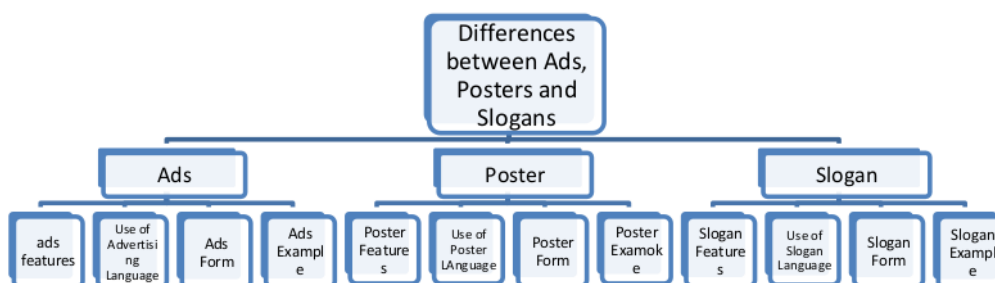 Differences
between Ads,
Posters and
Slogans
Ads
Poster
Slogan
ads
features
Use of
Advertisi
ng
Language
Ads
Form
Ads
Exampl
e
Poster
Feature
s
Use of
Poster
LAnguage
Poster
Form
Poster
Examok
e
Slogan
Feature
s
Use of
Slogan
Language
Slogan
Form
Slogan
Exampl
e